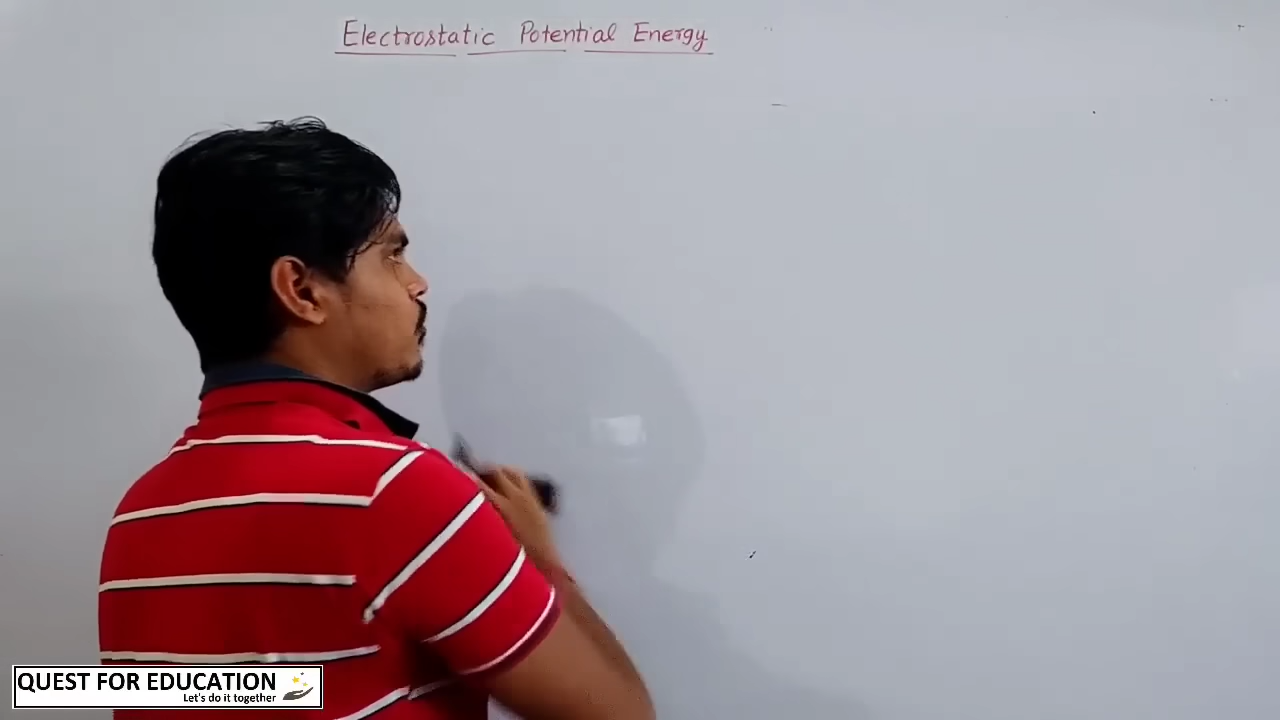 Electrostatic Potential Energy
QUEST FOR EDUCATION
Let's do it together